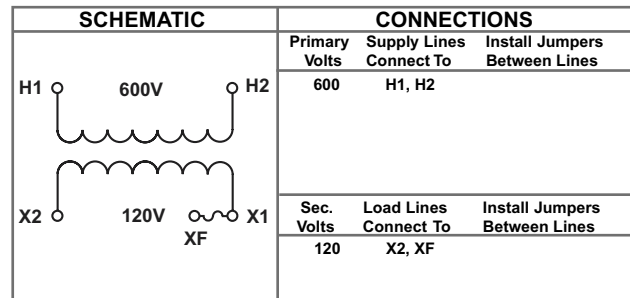 SCHEMATIC
H1
600V
H2
X2
120V
X1
XF
CONNECTIONS
Primary Volts
Supply Lines Connect To
Install Jumpers Between Lines
600
H1, H2
Sec. Volts
Load Lines Connect To
Install Jumpers Between Lines
120
X2, XF